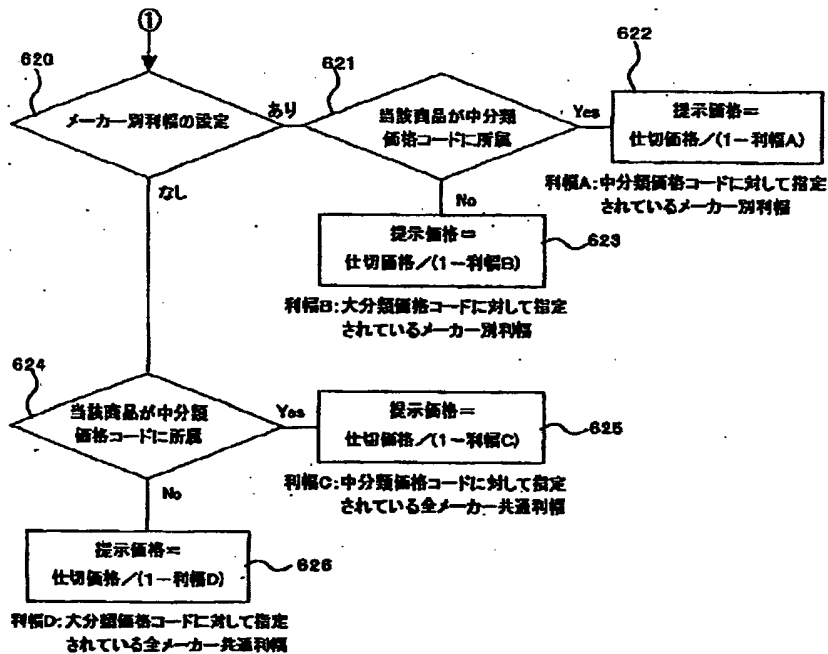 ①
620
メーカー別利幅の設定
あり
なし
621
当該商品が中分類
価格コードに所属
Yes
No
622
提示価格＝
仕切価格／(1－利幅A)
利幅A：中分類価格コードに対して指定
されているメーカー別利幅
提示価格＝
仕切価格／(1－利幅B)
623
利幅B：大分類価格コードに対して指定
されているメーカー別利幅
624
当該商品が中分類
価格コードに所属
Yes
No
提示価格＝
仕切価格／(1－利幅C)
625
利幅C：中分類価格コードに対して指定
されている全メーカー共通利幅
提示価格＝
仕切価格／(1－利幅D)
626
利幅D：大分類価格コードに対して指定
されている全メーカー共通利幅